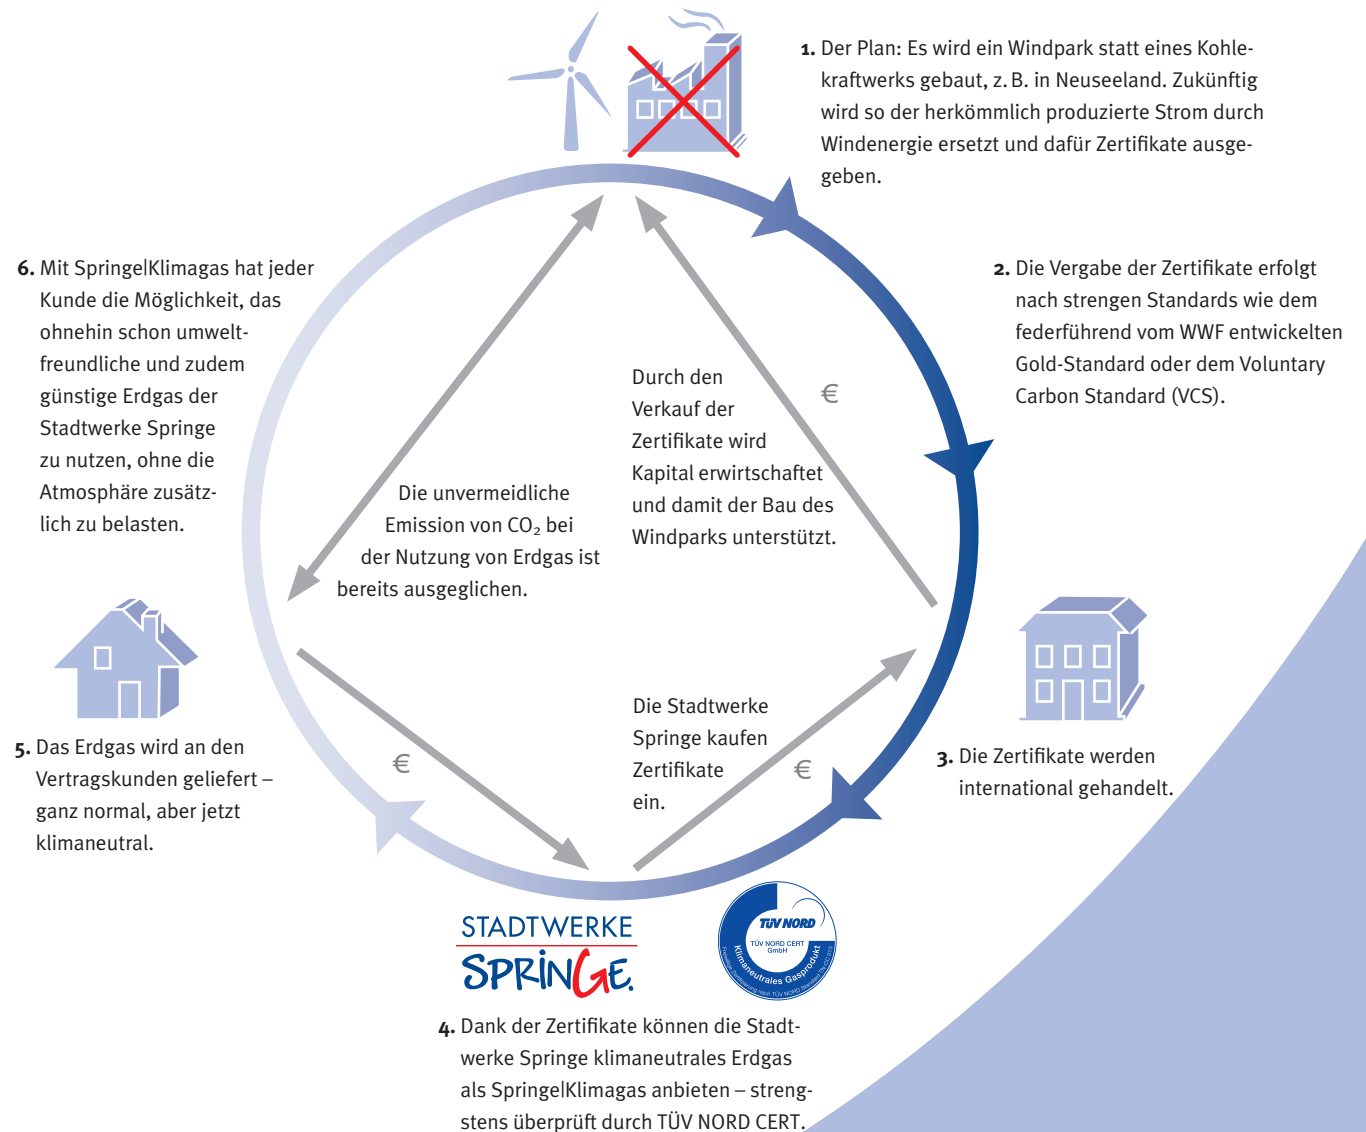 1. Der Plan: Es wird ein Windpark statt eines Kohle-
kraftwerks gebaut, z. B. in Neuseeland. Zukünftig
wird so der herkömmlich produzierte Strom durch
Windenergie ersetzt und dafür Zertifikate ausge-
geben.
2. Die Vergabe der Zertifikate erfolgt
nach strengen Standards wie dem
federführend vom WWF entwickelten
Gold-Standard oder dem Voluntary
Carbon Standard (VCS).
6. Mit Springe|Klimagas hat jeder
Kunde die Möglichkeit, das
ohnehin schon umwelt-
freundliche und zudem
günstige Erdgas der
Stadtwerke Springe
zu nutzen, ohne die
Atmosphäre zusätz-
lich zu belasten.
Durch den
Verkauf der
Zertifikate wird
Kapital erwirtschaftet
und damit der Bau des
Windparks unterstützt.
€
Die unvermeidliche
Emission von CO₂ bei
der Nutzung von Erdgas ist
bereits ausgeglichen.
Die Stadtwerke
Springe kaufen
Zertifikate
ein.
€
€
3. Die Zertifikate werden
international gehandelt.
5. Das Erdgas wird an den
Vertragskunden geliefert –
ganz normal, aber jetzt
klimaneutral.
STADTWERKE
SPRINGE.
TÜV NORD
TÜV NORD CERT
GmbH
Klimaneutrales Gasprodukt
4. Dank der Zertifikate können die Stadt-
werke Springe klimaneutrales Erdgas
als Springe|Klimagas anbieten – streng-
stens überprüft durch TÜV NORD CERT.